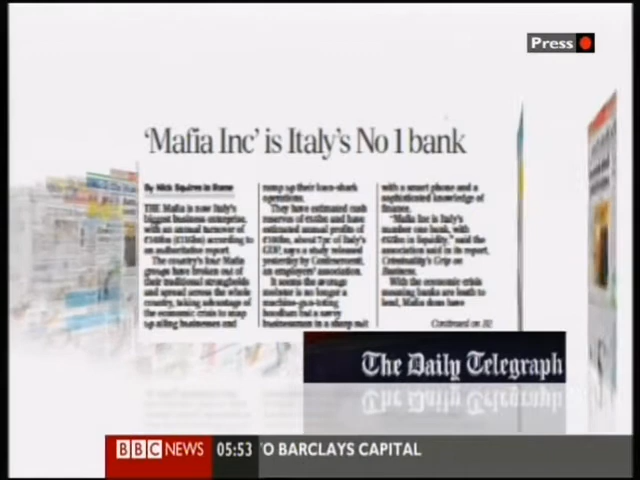 Press
'Mafia Inc' is Italy's No 1 bank
By Nick Squires in Rome
THE Mafia is now Italy's
biggest business enterprise,
with an annual turnover of
according to
an authoritative report.
The country's four Mafia
groups have broken out of
their traditional strongholds
and spread across the whole
country, taking advantage of
the economic crisis to snap
up ailing businesses and
ramp up their loan-shark
operations.
They have estimated cash
reserves of and have
estimated annual profits of
about 7pc of Italy's
GDP, says a study released
yesterday by Confesercenti,
an employers' association.
It seems the average
mobster is no longer a
machine-gun-toting
hoodlum but a savvy
businessman in a sharp suit
with a smart phone and a
sophisticated knowledge of
finance.
"Mafia Inc is Italy's
number one bank, with
in liquidity," said the
association said in its report,
Criminality's Grip on
Business.
With the economic crisis
meaning banks are loath to
lend, Mafia dons have
Continued on
The Daily Telegraph
BBC NEWS 05:53 'O BARCLAYS CAPITAL